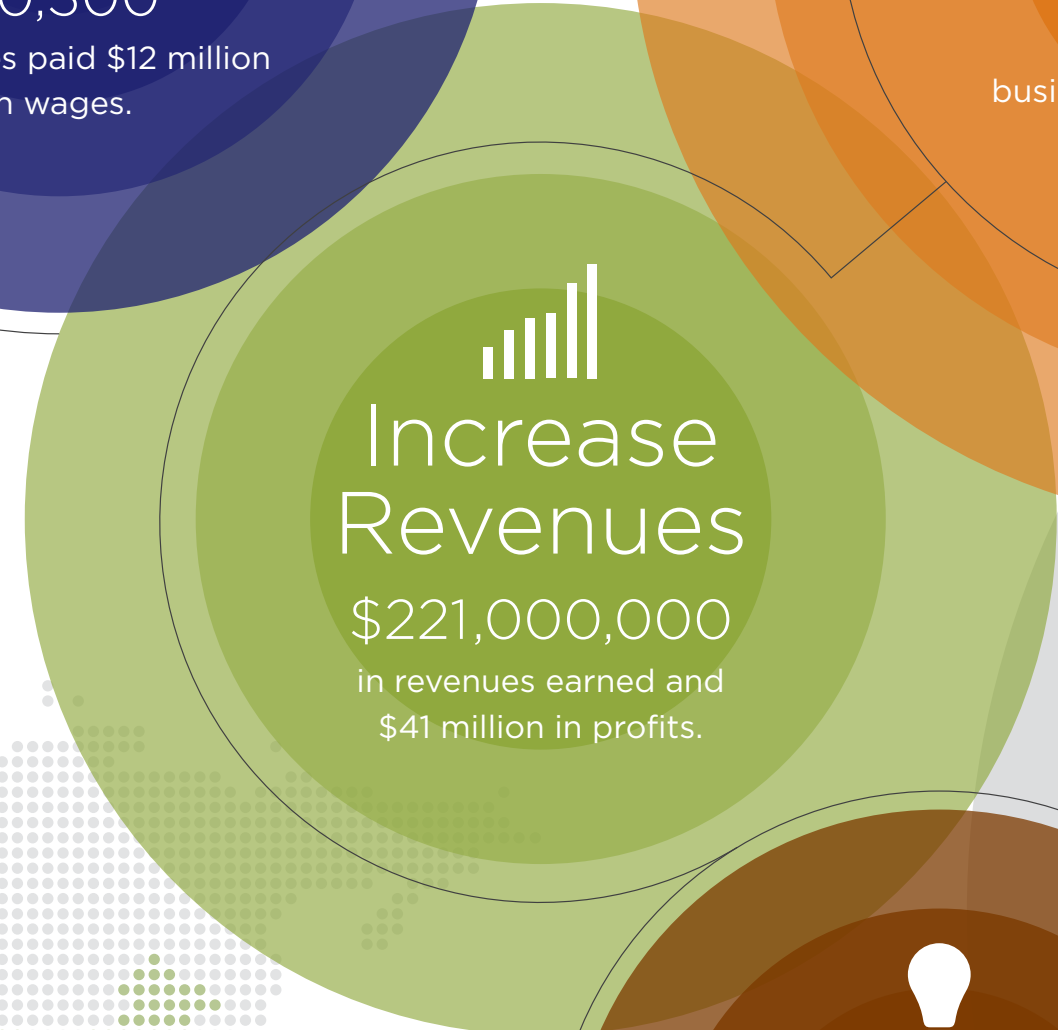 s paid $12 million
wages.
busi
Increase
Revenues
$221,000,000
in revenues earned and
$41 million in profits.